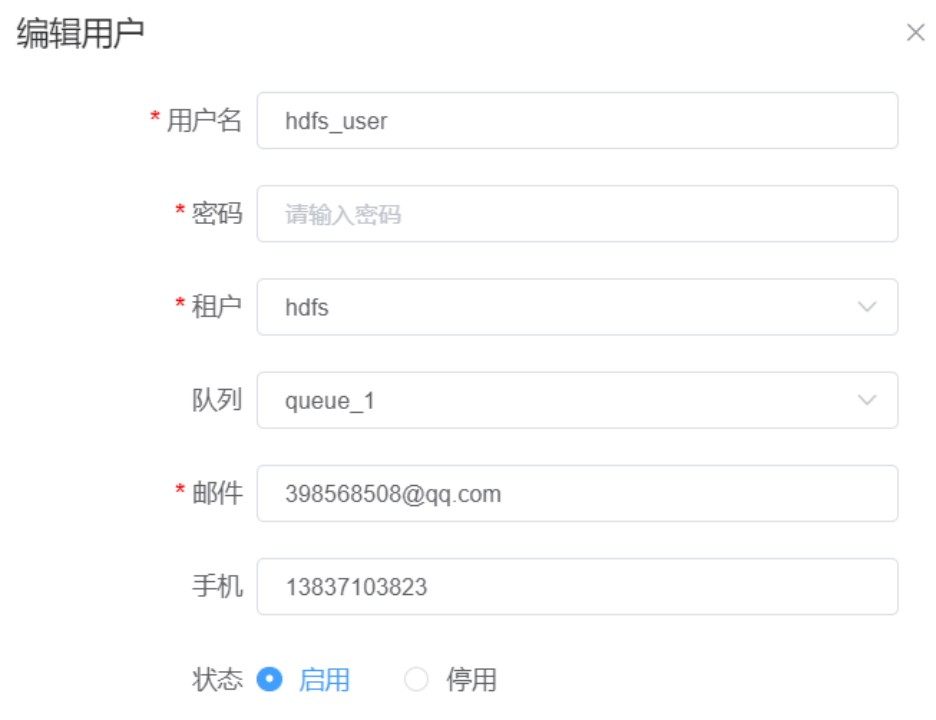 编辑用户
* 用户名 hdfs_user
* 密码 请输入密码
* 租户 hdfs
队列 queue_1
* 邮件 398568508@qq.com
手机 13837103823
状态 启用 停用